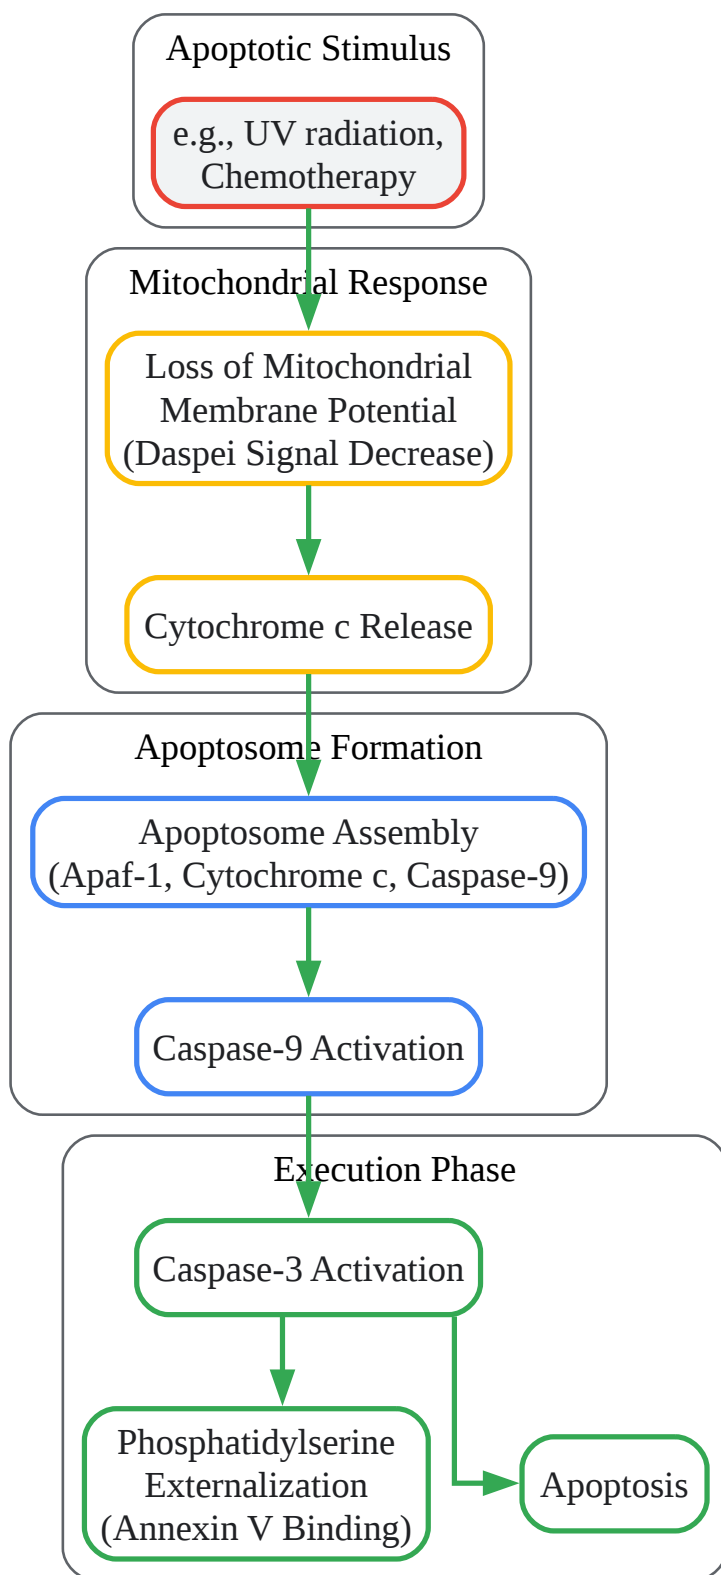 Apoptotic Stimulus
e.g., UV radiation,
Chemotherapy
Mitochondrial Response
Loss of Mitochondrial
Membrane Potential
(Daspei Signal Decrease)
Cytochrome c Release
Apoptosome Formation
Apoptosome Assembly
(Apaf-1, Cytochrome c, Caspase-9)
Caspase-9 Activation
Execution Phase
Caspase-3 Activation
Phosphatidylserine
Externalization
(Annexin V Binding)
Apoptosis